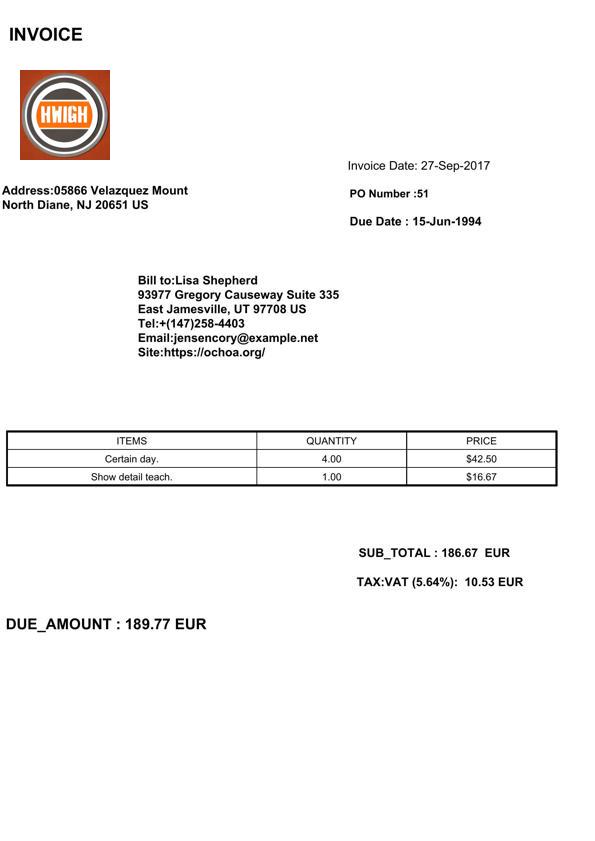 INVOICE
HWIGH
Invoice Date: 27-Sep-2017
Address:05866 Velazquez Mount
North Diane, NJ 20651 US
PO Number :51
Due Date : 15-Jun-1994
Bill to:Lisa Shepherd
93977 Gregory Causeway Suite 335
East Jamesville, UT 97708 US
Tel:+(147)258-4403
Email:jensencory@example.net
Site:https://ochoa.org/
ITEMS QUANTITY PRICE
Certain day. 4.00 $42.50
Show detail teach. 1.00 $16.67
SUB_TOTAL : 186.67 EUR
TAX:VAT (5.64%): 10.53 EUR
DUE_AMOUNT : 189.77 EUR